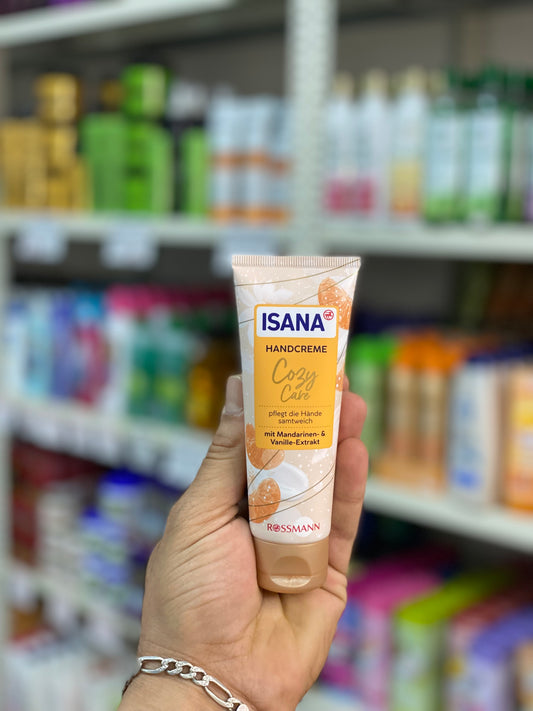 ISANA
HANDCREME
Cozy
Care
pflegt die Hände
samtweich
mit Mandarinen- &
Vanille-Extrakt
ROSSMANN